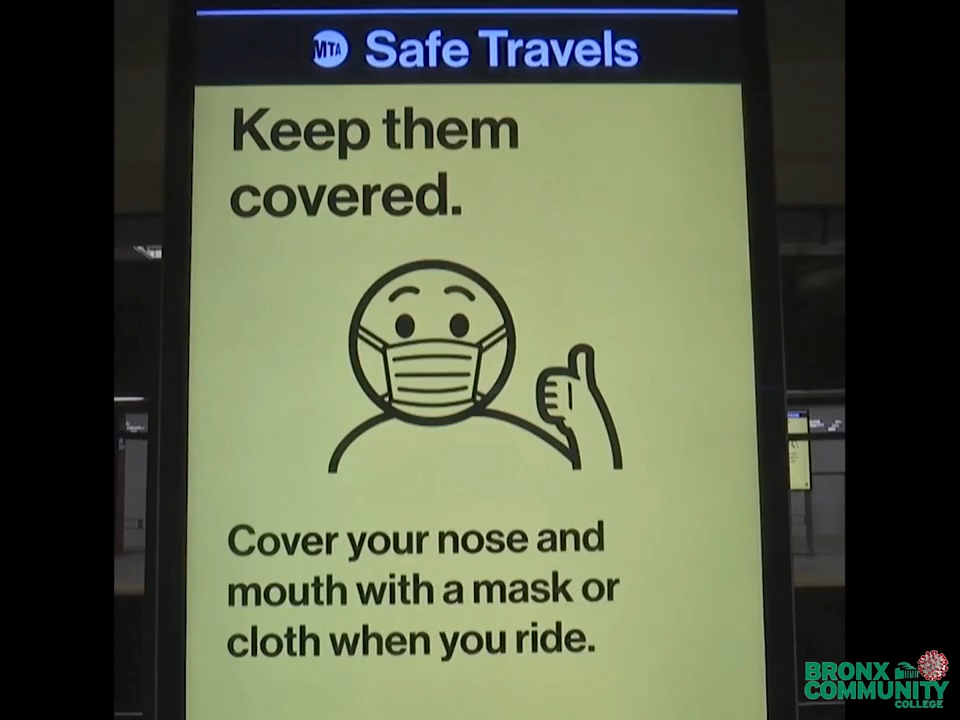 MTA Safe Travels
Keep them
covered.
Cover your nose and
mouth with a mask or
cloth when you ride.
BRONX
COMMUNITY
COLLEGE